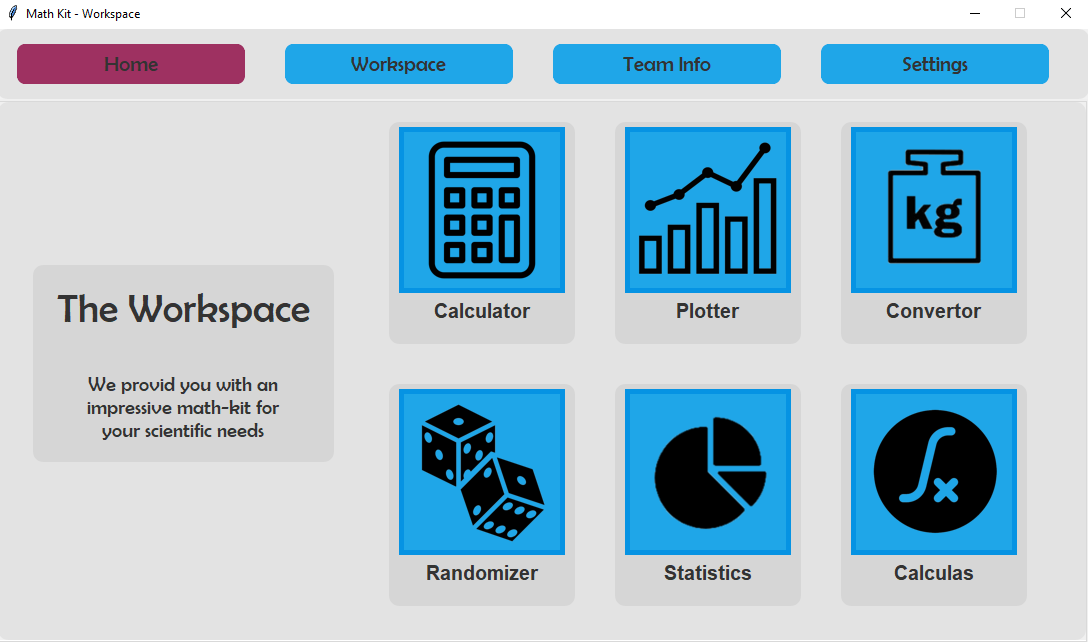 Math Kit - Workspace
Home
Workspace
Team Info
Settings
The Workspace
We provid you with an
impressive math-kit for
your scientific needs
Calculator
Plotter
kg
Convertor
Randomizer
Statistics
∫x
Calculas